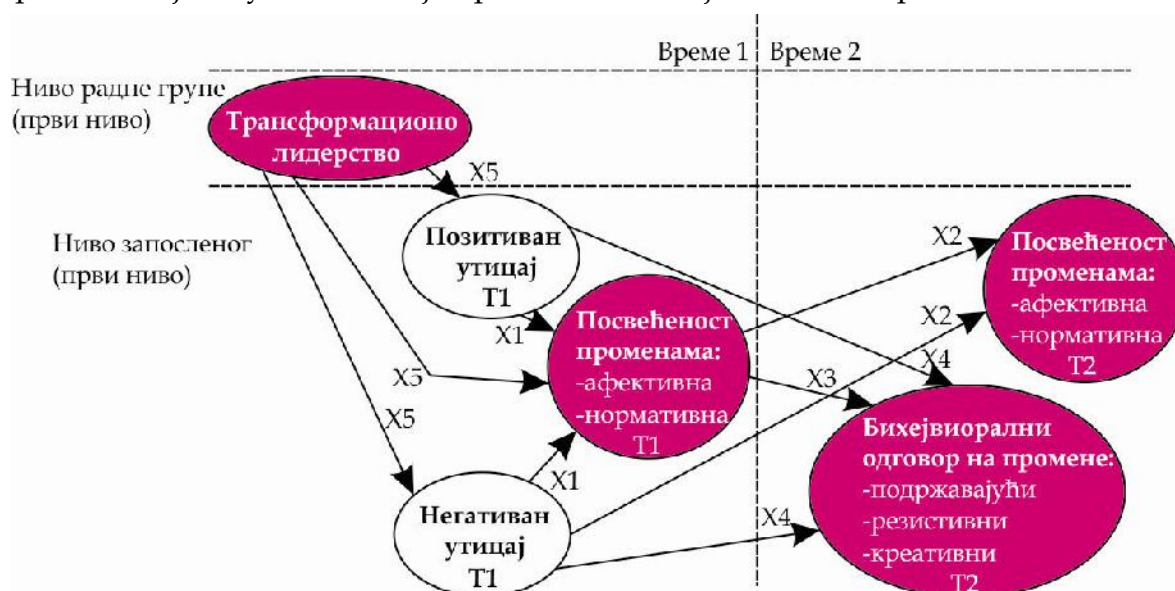 Време 1 Време 2
Ниво радне групе
(први ниво)
Трансформационо
лидерство
X5
Ниво запосленог
(први ниво)
Позитиван
утицај
Т1
X1
X5
X5
Посвећеност
променама:
-афективна
-нормативна
Т1
X1
Негативан
утицај
Т1
X2
X2
X3
X4
X4
Посвећеност
променама:
-афективна
-нормативна
Т2
Бихејвиорални
одговор на промене:
-подржавајући
-резистивни
-креативни
Т2